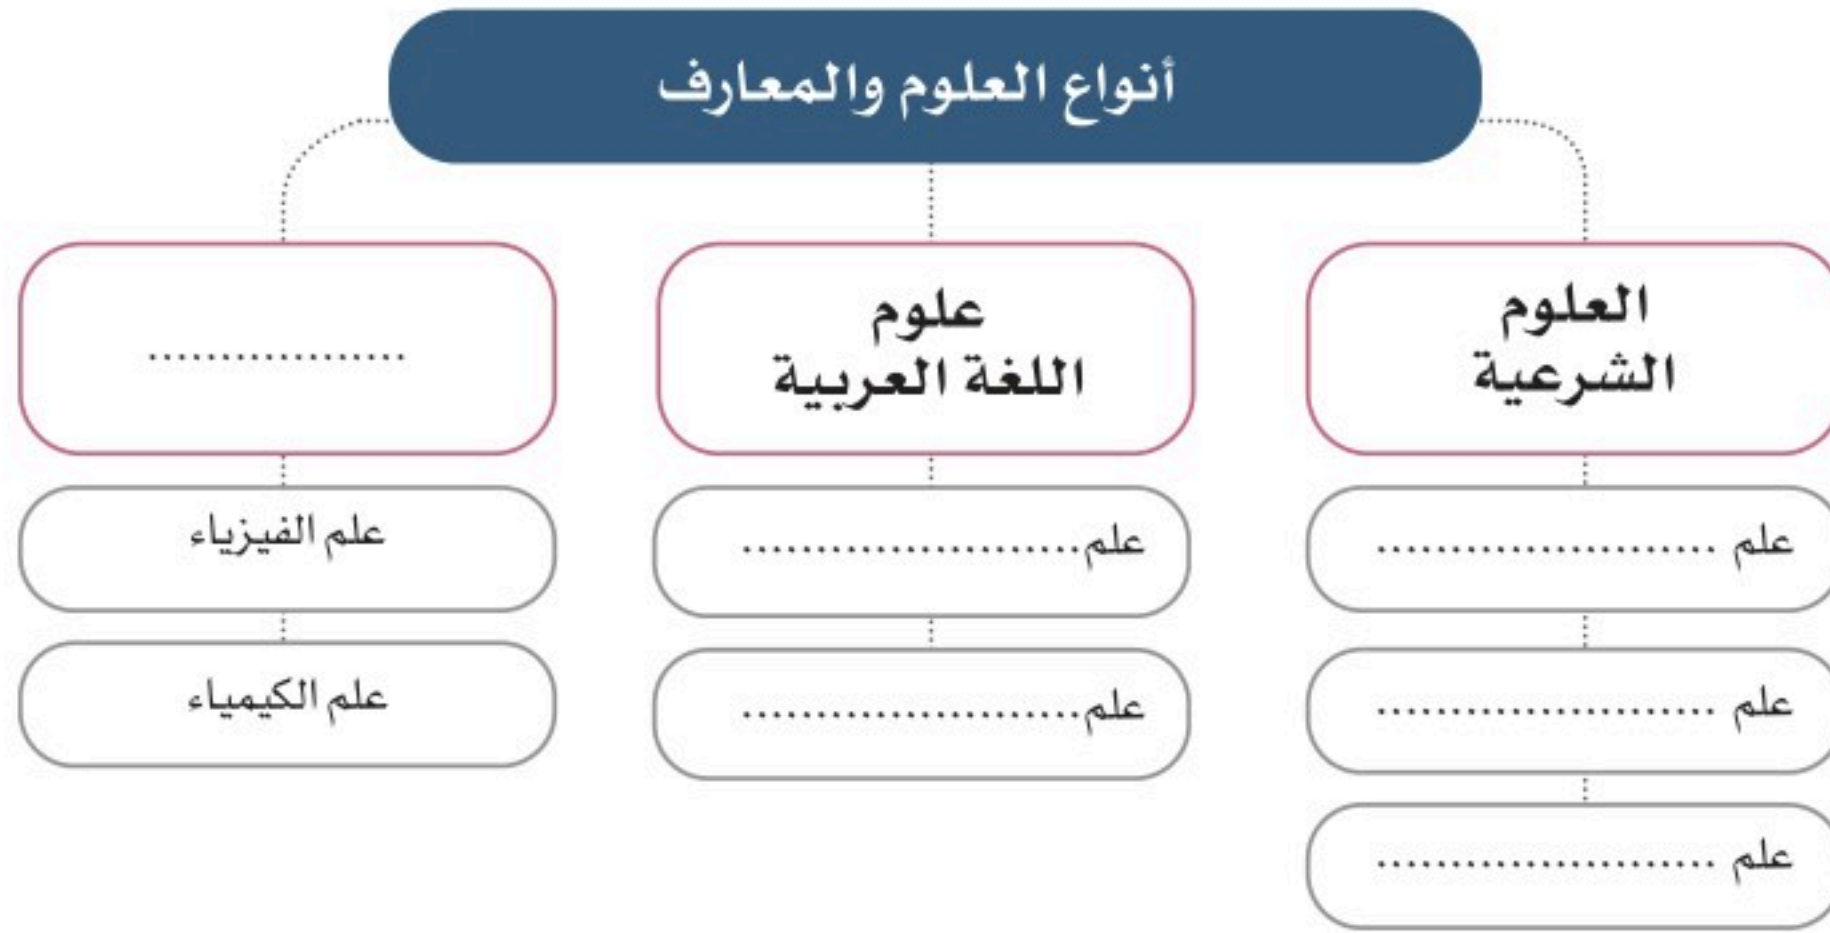 أنواع العلوم والمعارف
العلوم
الشرعية
علم .......................
علم .......................
علم .......................
علوم
اللغة العربية
علم.......................
علم.......................
..................
علم الفيزياء
علم الكيمياء